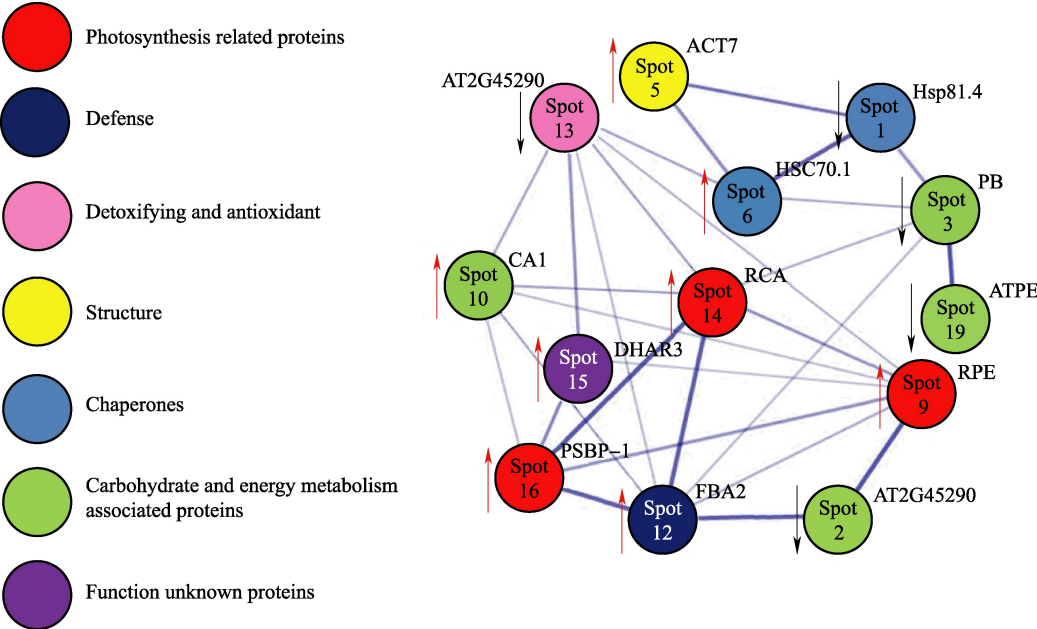 Photosynthesis related proteins
Defense
Detoxifying and antioxidant
Structure
Chaperones
Carbohydrate and energy metabolism
associated proteins
Function unknown proteins
ACT7
Spot
5
AT2G45290
Spot
13
Hsp81.4
Spot
1
HSC70.1
Spot
6
PB
Spot
3
CA1
Spot
10
RCA
Spot
14
ATPE
Spot
19
DHAR3
Spot
15
RPE
Spot
9
PSBP−1
Spot
16
FBA2
Spot
12
AT2G45290
Spot
2